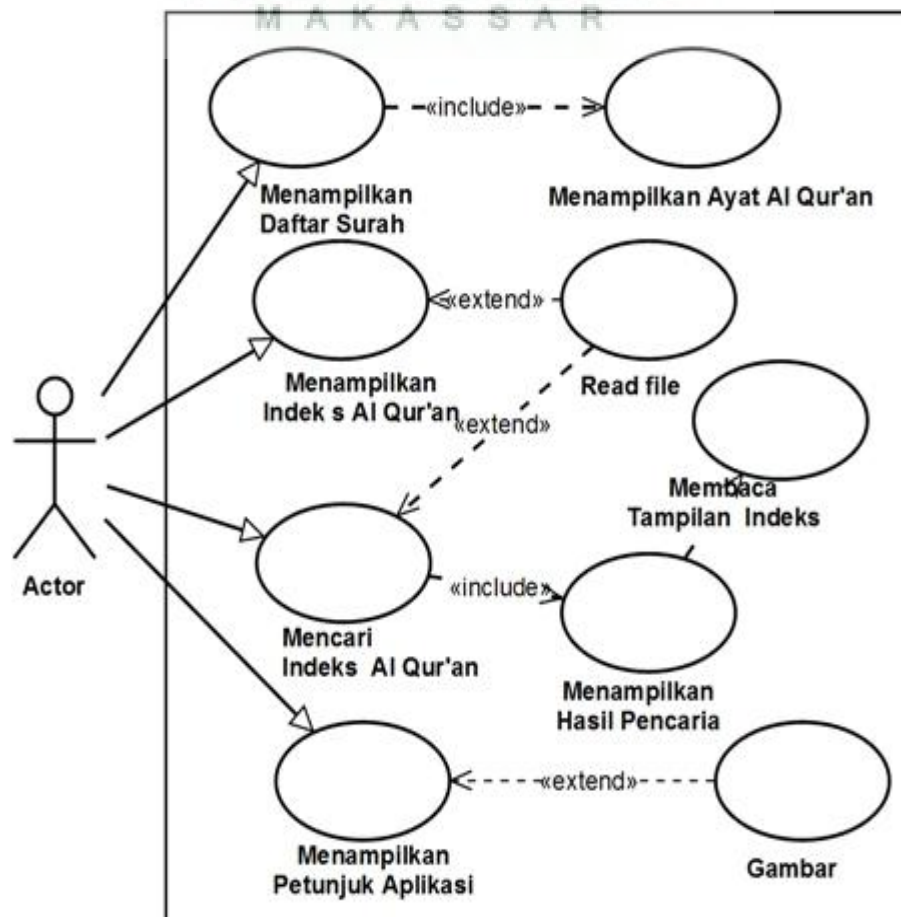 M A K A S S A R
«include»
Menampilkan
Daftar Surah
Menampilkan Ayat Al Qur'an
«extend»
Menampilkan
Indek s Al Qur'an
Read file
«extend»
Membaca
Tampilan Indeks
Actor
«include»
Mencari
Indeks Al Qur'an
Menampilkan
Hasil Pencaria
«extend»
Menampilkan
Petunjuk Aplikasi
Gambar